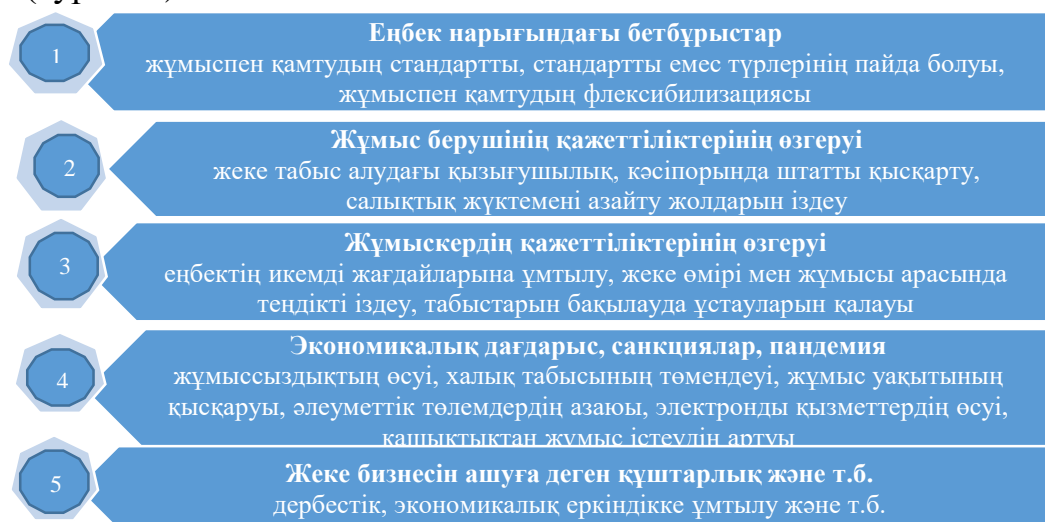 1
Еңбек нарығындағы бетбұрыстар
жұмыспен қамтудың стандартты, стандартты емес түрлерінің пайда болуы,
жұмыспен қамтудың флексибилизациясы
2
Жұмыс берушінің қажеттіліктерінің өзгеруі
жеке табыс алудағы қызығушылық, кәсіпорында штатты қысқарту,
салықтық жүктемені азайту жолдарын іздеу
3
Жұмыскердің қажеттіліктерінің өзгеруі
еңбектің икемді жағдайларына ұмтылу, жеке өмірі мен жұмысы арасында
теңдікті іздеу, табыстарын бақылауда ұстауларын қалауы
4
Экономикалық дағдарыс, санкциялар, пандемия
жұмыссыздықтың өсуі, халық табысының төмендеуі, жұмыс уақытының
қысқаруы, әлеуметтік төлемдердің азаюы, электронды қызметтердің өсуі,
қашықтықтан жұмыс істеудің артуы
5
Жеке бизнесін ашуға деген құштарлық және т.б.
дербестік, экономикалық еркіндікке ұмтылу және т.б.